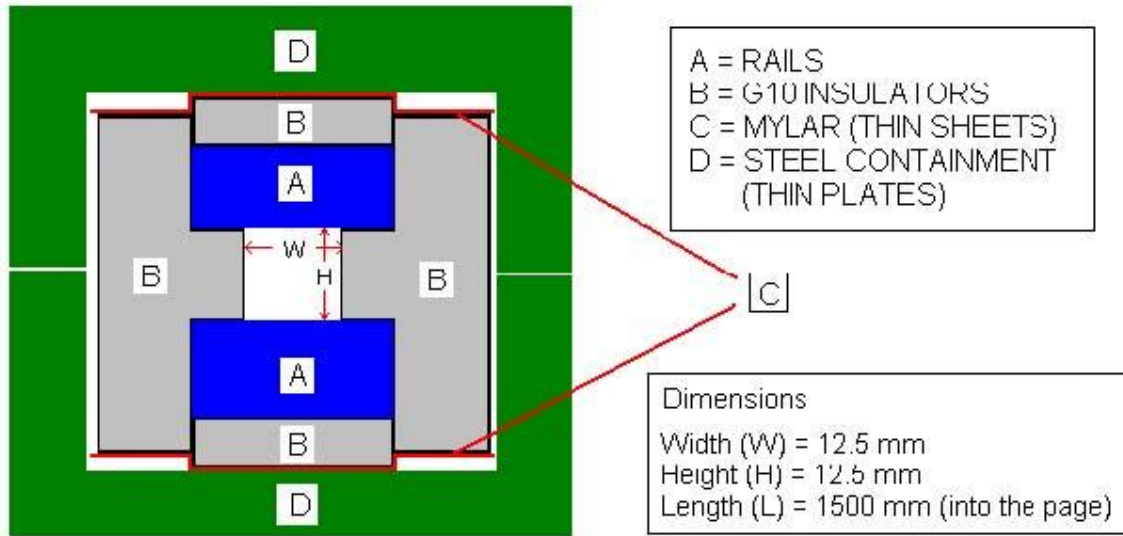 D
B
A
W
H
B
B
A
B
D
A = RAILS
B = G10 INSULATORS
C = MYLAR (THIN SHEETS)
D = STEEL CONTAINMENT
(THIN PLATES)
C
Dimensions
Width (W) = 12.5 mm
Height (H) = 12.5 mm
Length (L) = 1500 mm (into the page)